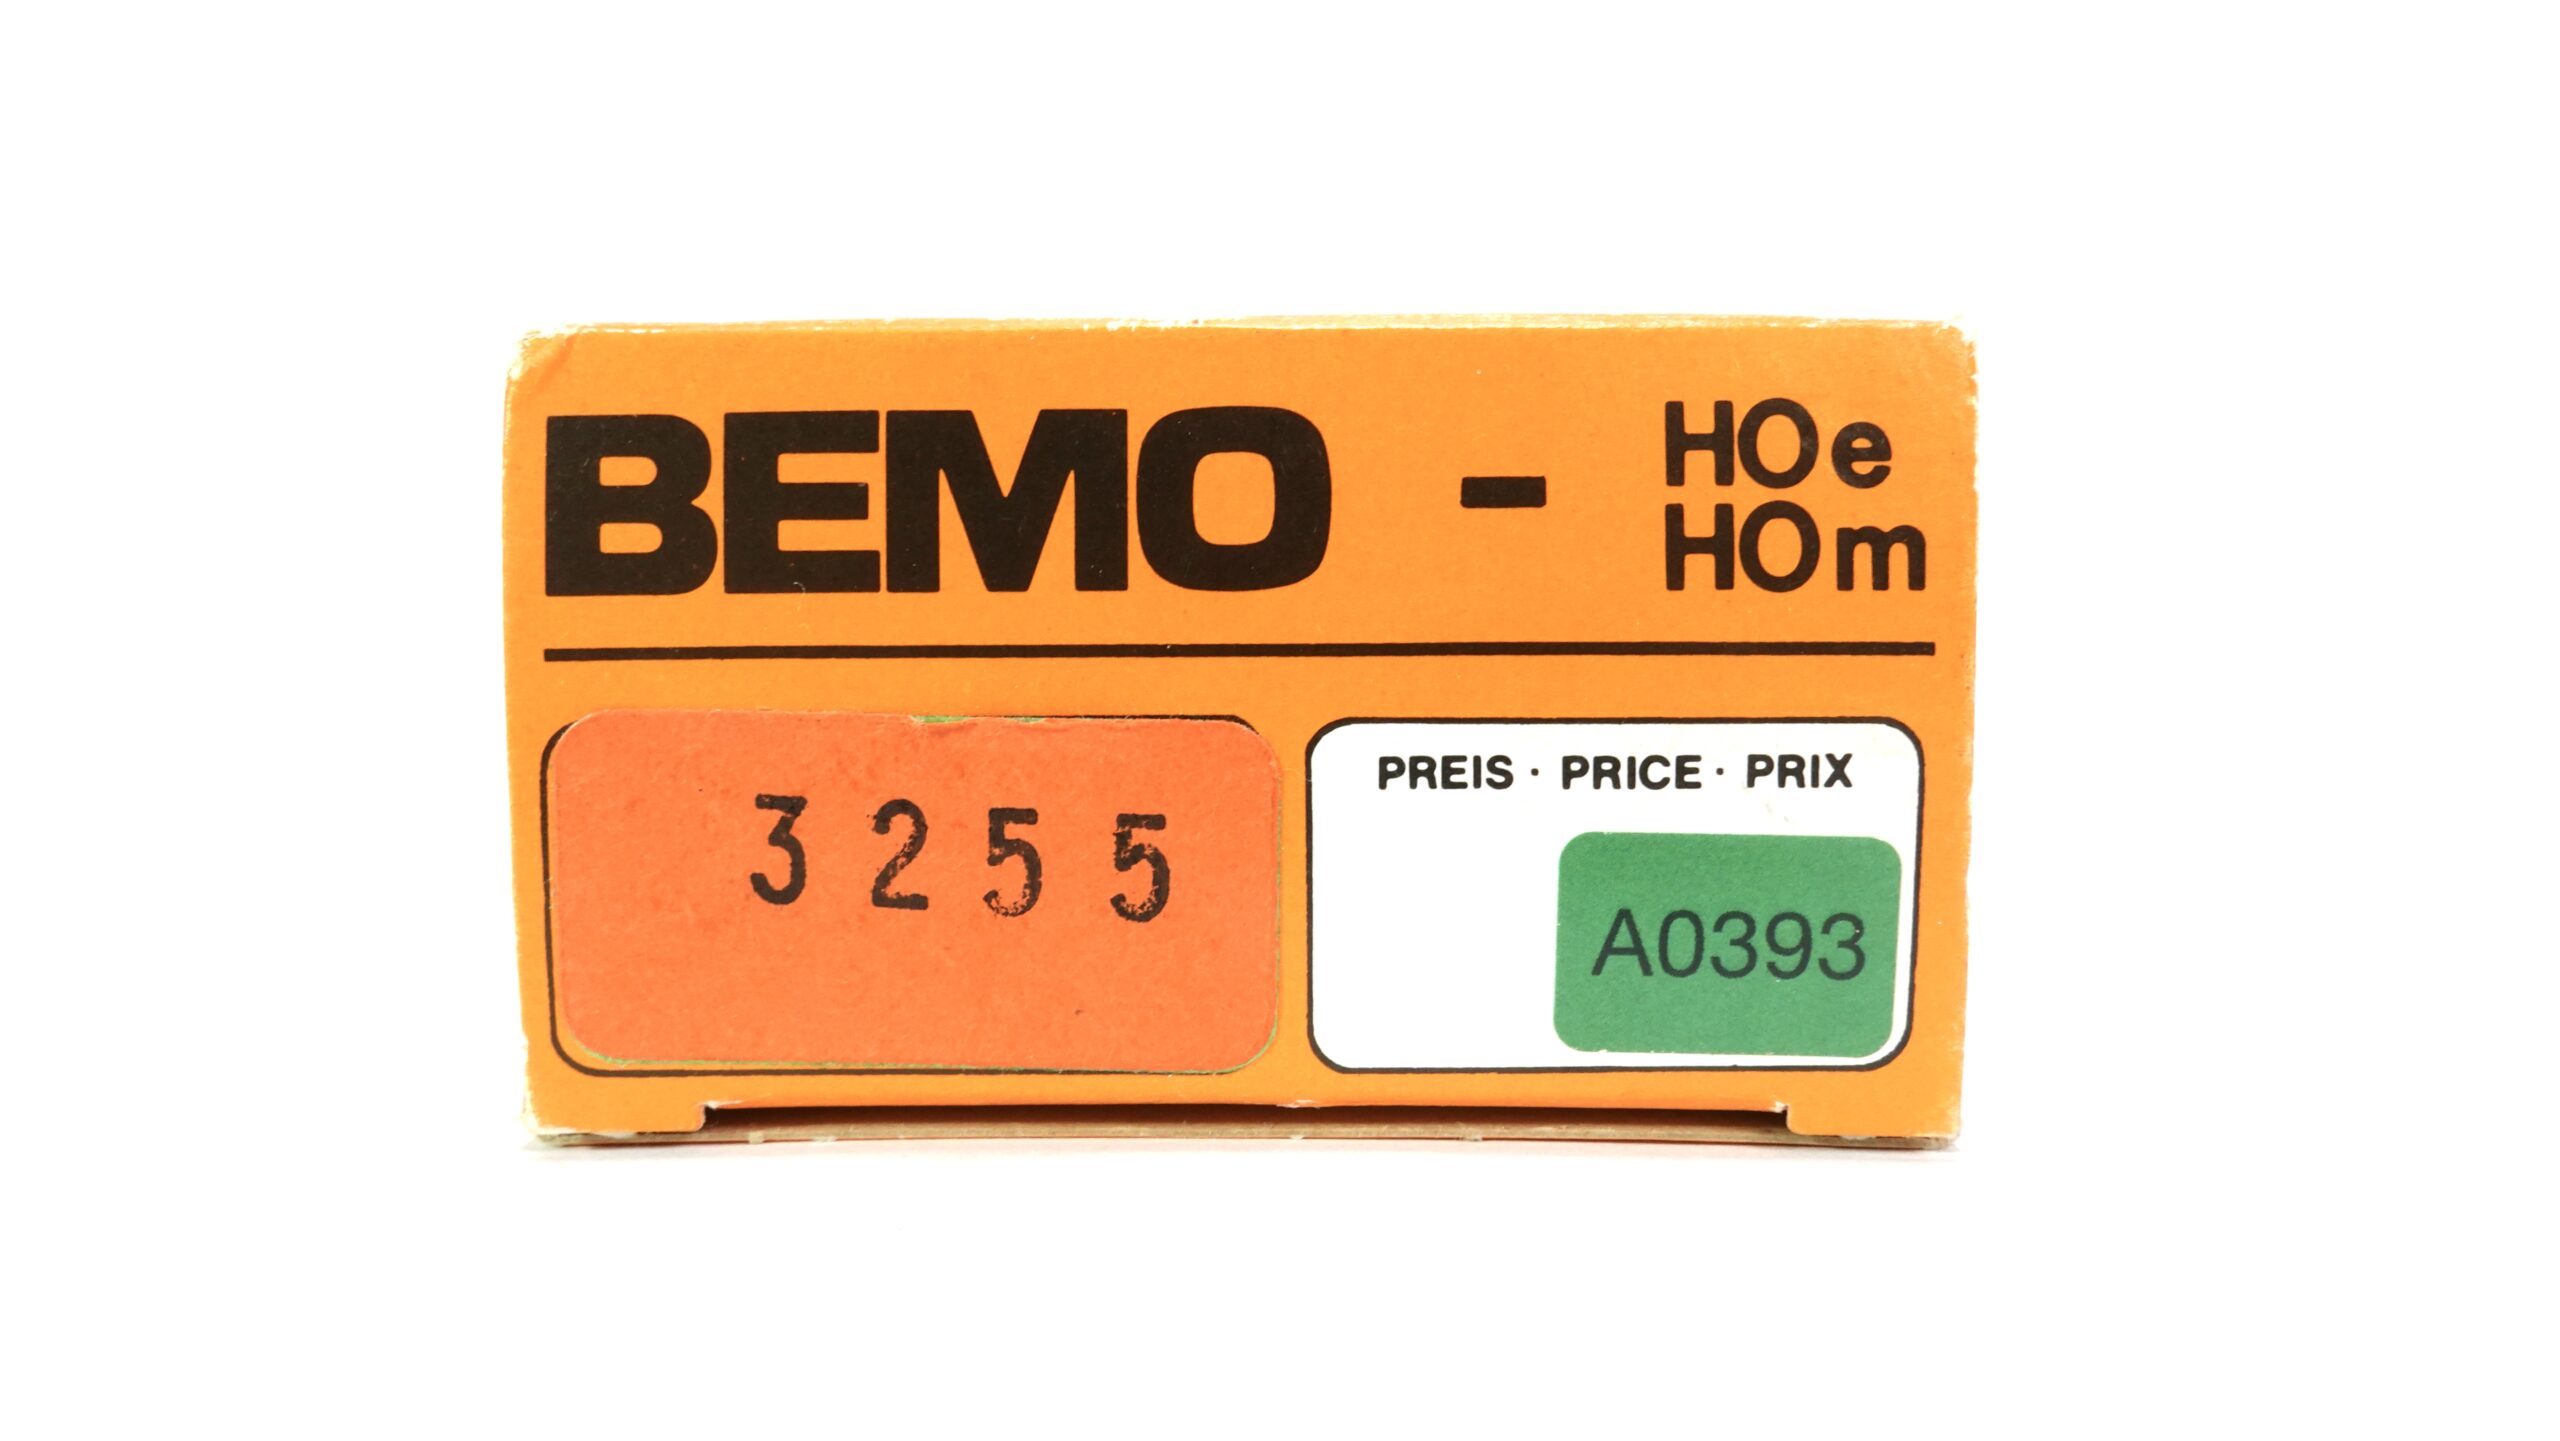 BEMO - HOe
HOm
3255
PREIS · PRICE · PRIX
A0393